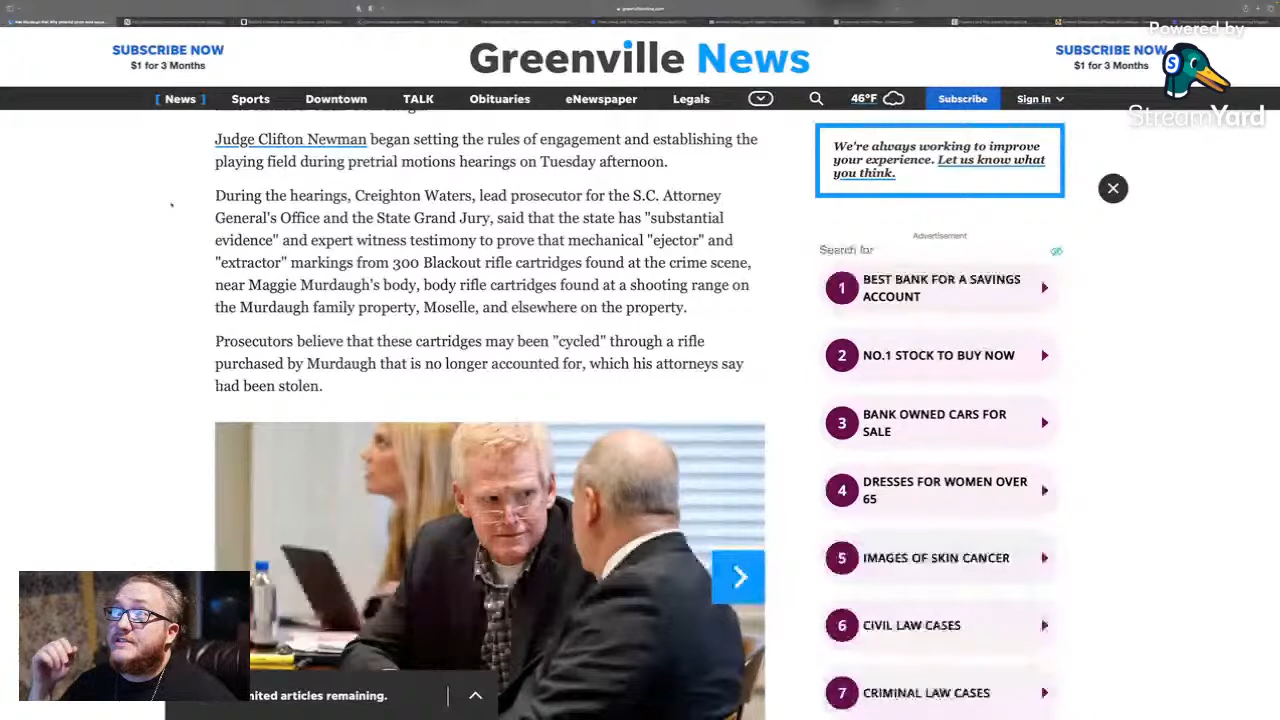 greenvilleonline.com
Powered by
StreamYard
SUBSCRIBE NOW
$1 for 3 Months
Greenville News
SUBSCRIBE NOW
$1 for 3 Months
[ News ] Sports Downtown TALK Obituaries eNewspaper Legals 46°F Subscribe Sign In
Judge Clifton Newman began setting the rules of engagement and establishing the
playing field during pretrial motions hearings on Tuesday afternoon.
During the hearings, Creighton Waters, lead prosecutor for the S.C. Attorney
General's Office and the State Grand Jury, said that the state has "substantial
evidence" and expert witness testimony to prove that mechanical "ejector" and
"extractor" markings from 300 Blackout rifle cartridges found at the crime scene,
near Maggie Murdaugh's body, body rifle cartridges found at a shooting range on
the Murdaugh family property, Moselle, and elsewhere on the property.
Prosecutors believe that these cartridges may been "cycled" through a rifle
purchased by Murdaugh that is no longer accounted for, which his attorneys say
had been stolen.
nited articles remaining.
We're always working to improve
your experience. Let us know what
you think.
Advertisement
Search for
1 BEST BANK FOR A SAVINGS
ACCOUNT
2 NO.1 STOCK TO BUY NOW
3 BANK OWNED CARS FOR
SALE
4 DRESSES FOR WOMEN OVER
65
5 IMAGES OF SKIN CANCER
6 CIVIL LAW CASES
7 CRIMINAL LAW CASES